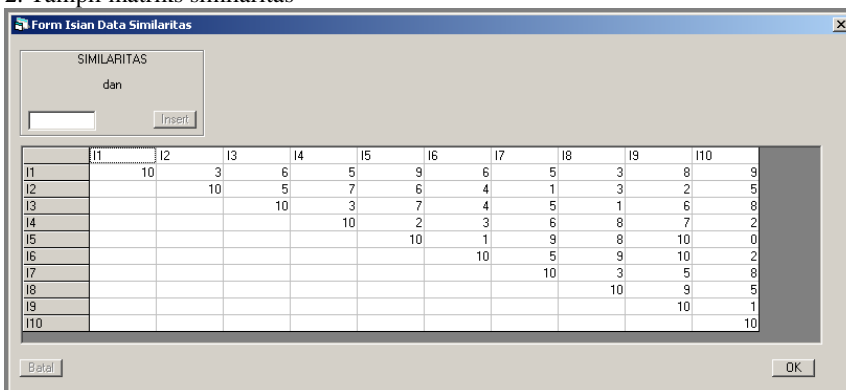 2. Tampil matriks similaritas
Form Isian Data Similaritas
SIMILARITAS
dan
Insert
I1 I2 I3 I4 I5 I6 I7 I8 I9 I10
I1 10 3 6 5 9 6 5 3 8 9
I2 10 5 7 6 4 1 3 2 5
I3 10 3 7 4 5 1 6 8
I4 10 2 3 6 8 7 2
I5 10 1 9 8 10 0
I6 10 5 9 10 2
I7 10 3 5 8
I8 10 9 5
I9 10 1
I10 10
Batal OK